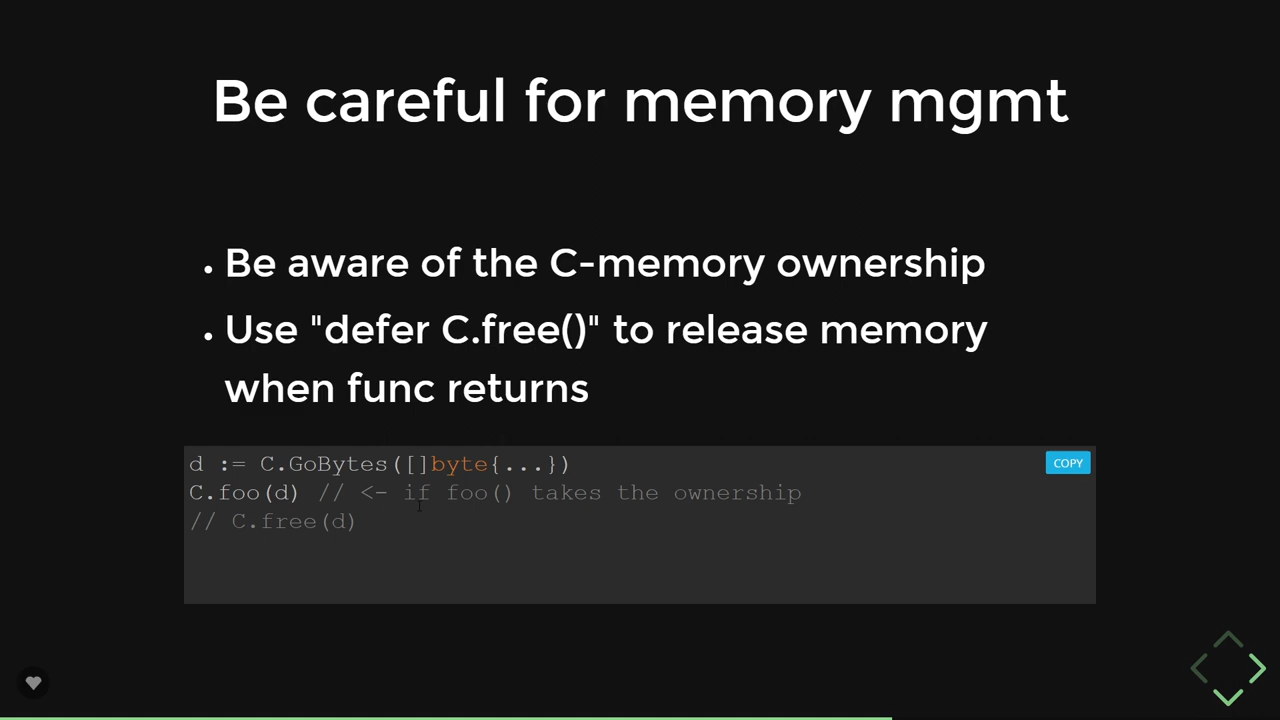 Be careful for memory mgmt
• Be aware of the C-memory ownership
• Use "defer C.free()" to release memory
when func returns
d := C.GoBytes([]byte{...})
COPY
C.foo(d) // <- if foo() takes the ownership
// C.free(d)